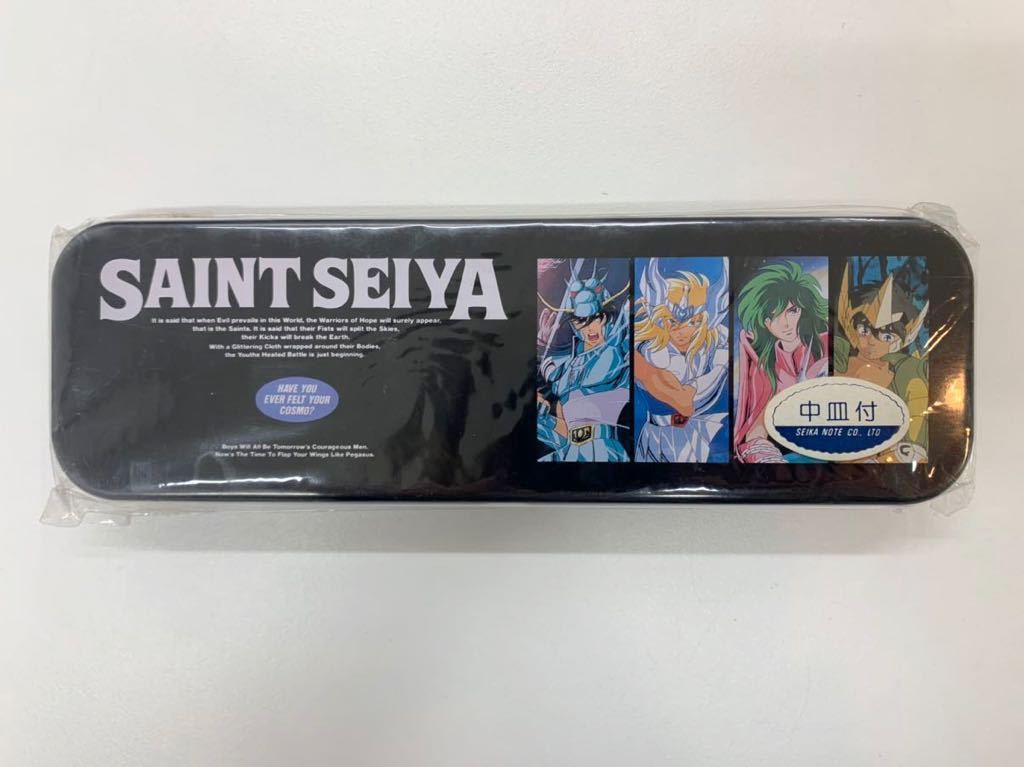 SAINT SEIYA
It is said that when Evil prevails in this World, the Warriors of Hope will surely appear,
that is the Saints. It is said that their Fists will split the Skies,
their Kicks will break the Earth.
With a Glittering Cloth wrapped around their Bodies,
the Youths Heated Battle is just beginning.
HAVE YOU
EVER FELT YOUR
COSMO?
Boys Will All Be Tomorrow's Courageous Men.
Now's The Time To Flap Your Wings Like Pegasus.
中皿付
SEIKA NOTE CO., LTD